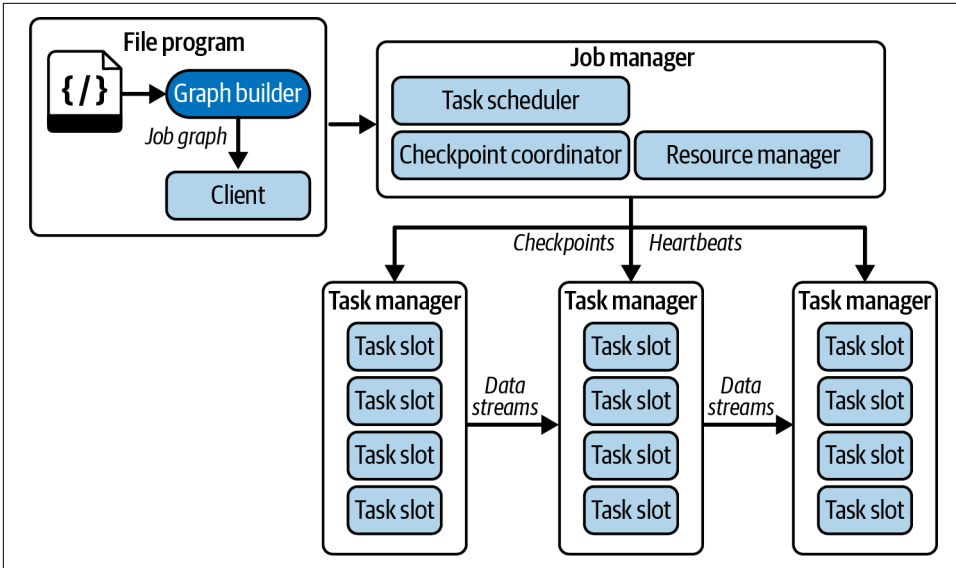 File program
{/}
Graph builder
Job graph
Client
Job manager
Task scheduler
Checkpoint coordinator
Resource manager
Checkpoints
Heartbeats
Task manager
Task slot
Task slot
Task slot
Task slot
Data
streams
Task manager
Task slot
Task slot
Task slot
Task slot
Data
streams
Task manager
Task slot
Task slot
Task slot
Task slot